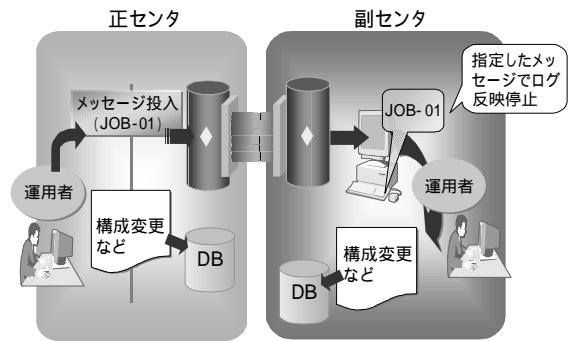 正センタ
副センタ
メッセージ投入
(JOB-01)
運用者
構成変更
など
DB
JOB-01
指定したメッ
セージでログ
反映停止
運用者
構成変更
など
DB